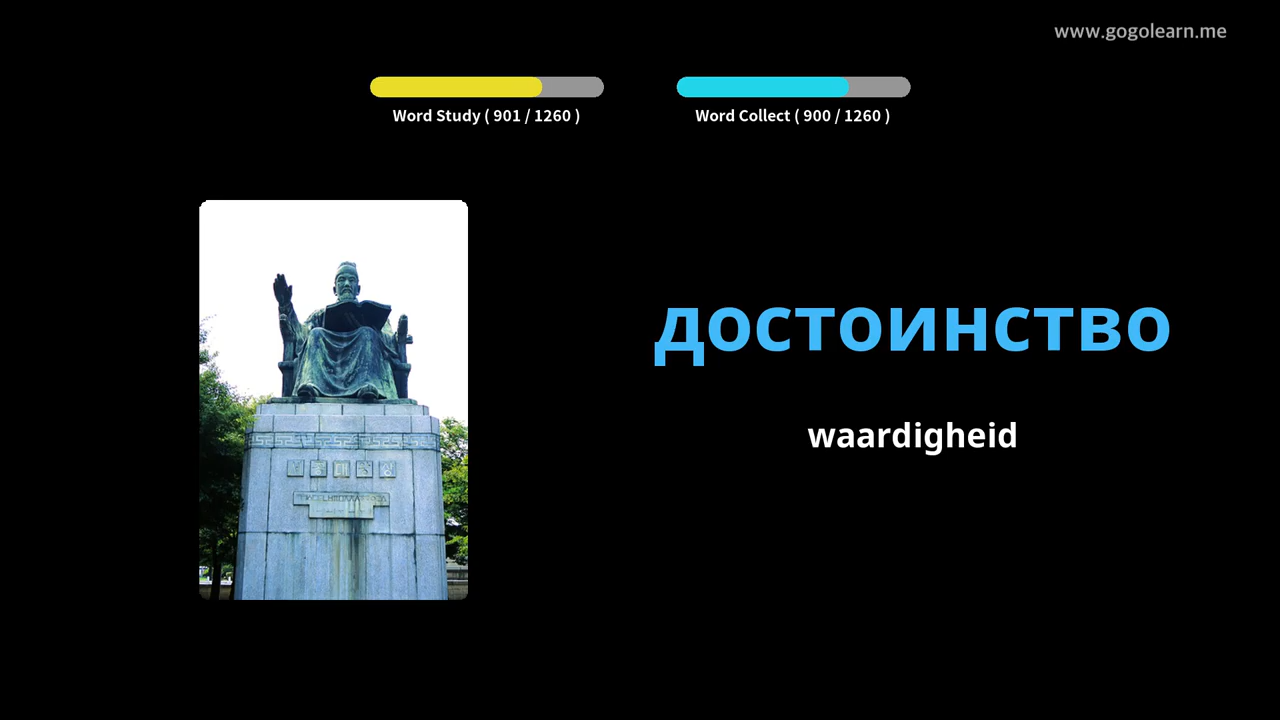 www.gogolearn.me
Word Study ( 901 / 1260 )
Word Collect ( 900 / 1260 )
достоинство
waardigheid